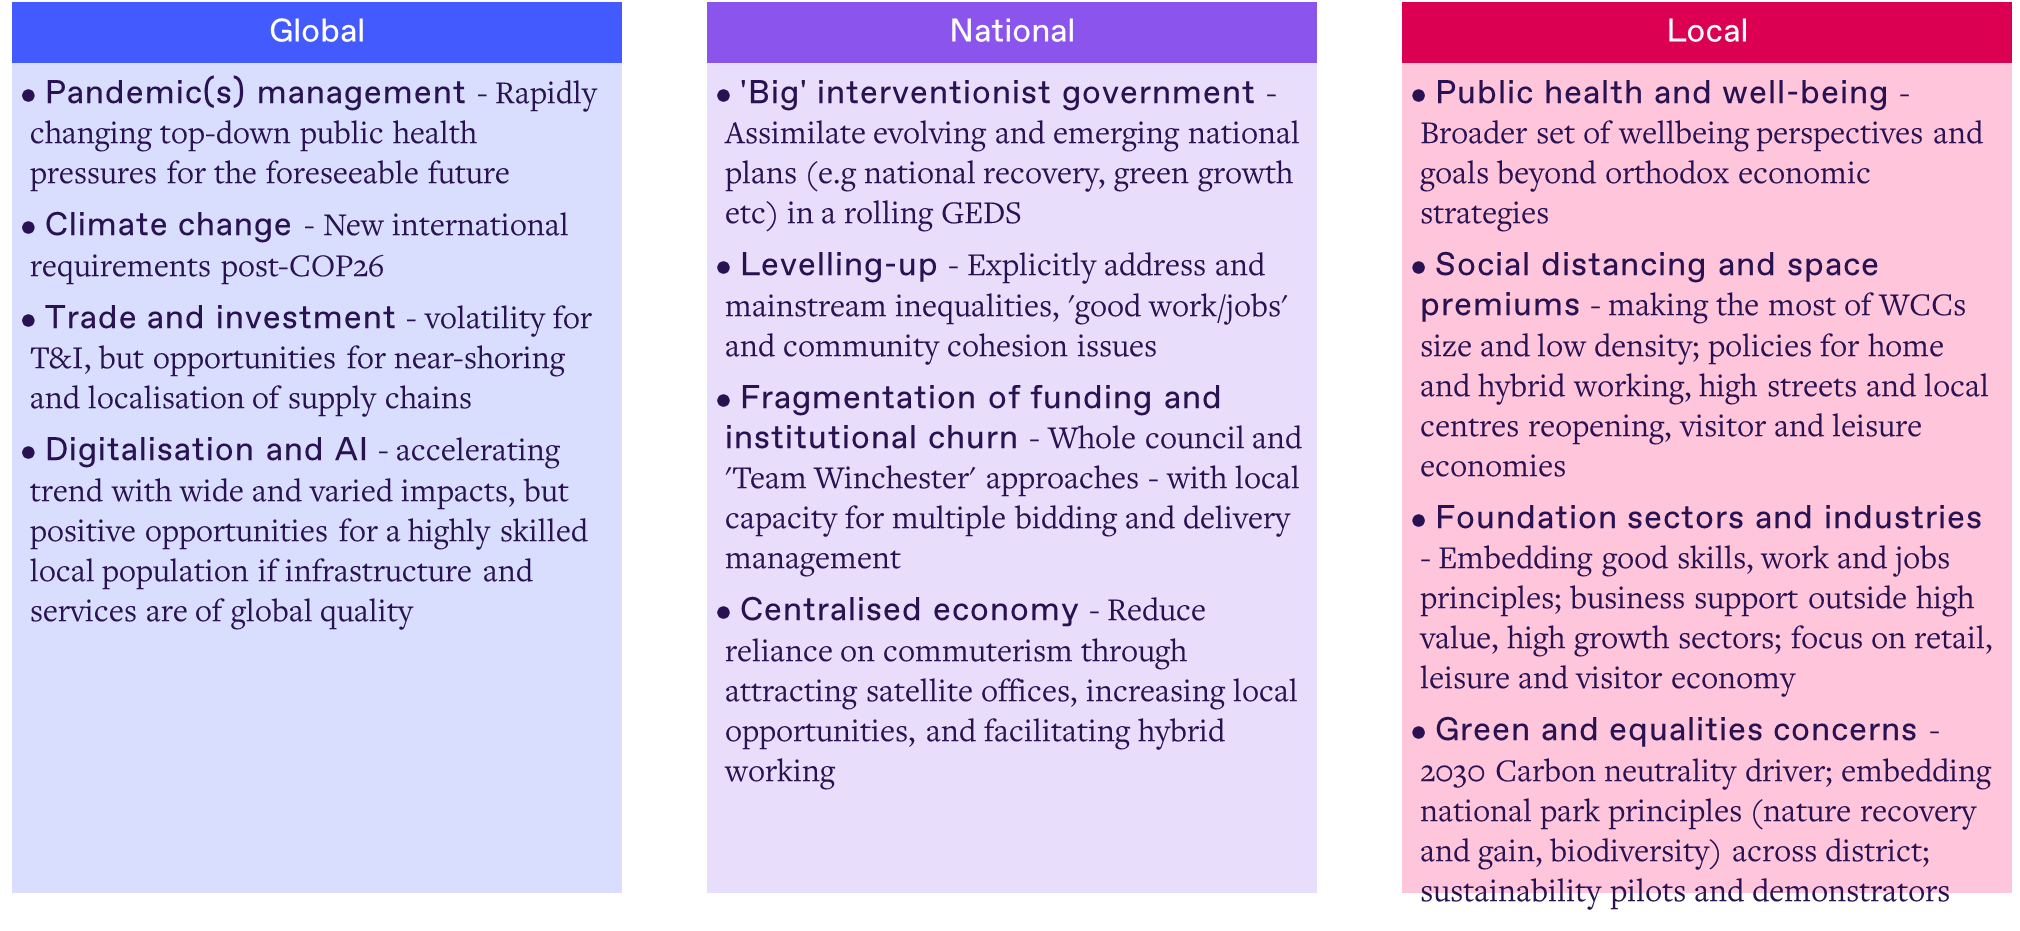 Global
• Pandemic(s) management - Rapidly
changing top-down public health
pressures for the foreseeable future
• Climate change - New international
requirements post-COP26
• Trade and investment - volatility for
T&I, but opportunities for near-shoring
and localisation of supply chains
• Digitalisation and AI - accelerating
trend with wide and varied impacts, but
positive opportunities for a highly skilled
local population if infrastructure and
services are of global quality
National
• 'Big' interventionist government -
Assimilate evolving and emerging national
plans (e.g national recovery, green growth
etc) in a rolling GEDS
• Levelling-up - Explicitly address and
mainstream inequalities, 'good work/jobs'
and community cohesion issues
• Fragmentation of funding and
institutional churn - Whole council and
'Team Winchester' approaches - with local
capacity for multiple bidding and delivery
management
• Centralised economy - Reduce
reliance on commuterism through
attracting satellite offices, increasing local
opportunities, and facilitating hybrid
working
Local
• Public health and well-being -
Broader set of wellbeing perspectives and
goals beyond orthodox economic
strategies
• Social distancing and space
premiums - making the most of WCCs
size and low density; policies for home
and hybrid working, high streets and local
centres reopening, visitor and leisure
economies
• Foundation sectors and industries
- Embedding good skills, work and jobs
principles; business support outside high
value, high growth sectors; focus on retail,
leisure and visitor economy
• Green and equalities concerns -
2030 Carbon neutrality driver; embedding
national park principles (nature recovery
and gain, biodiversity) across district;
sustainability pilots and demonstrators